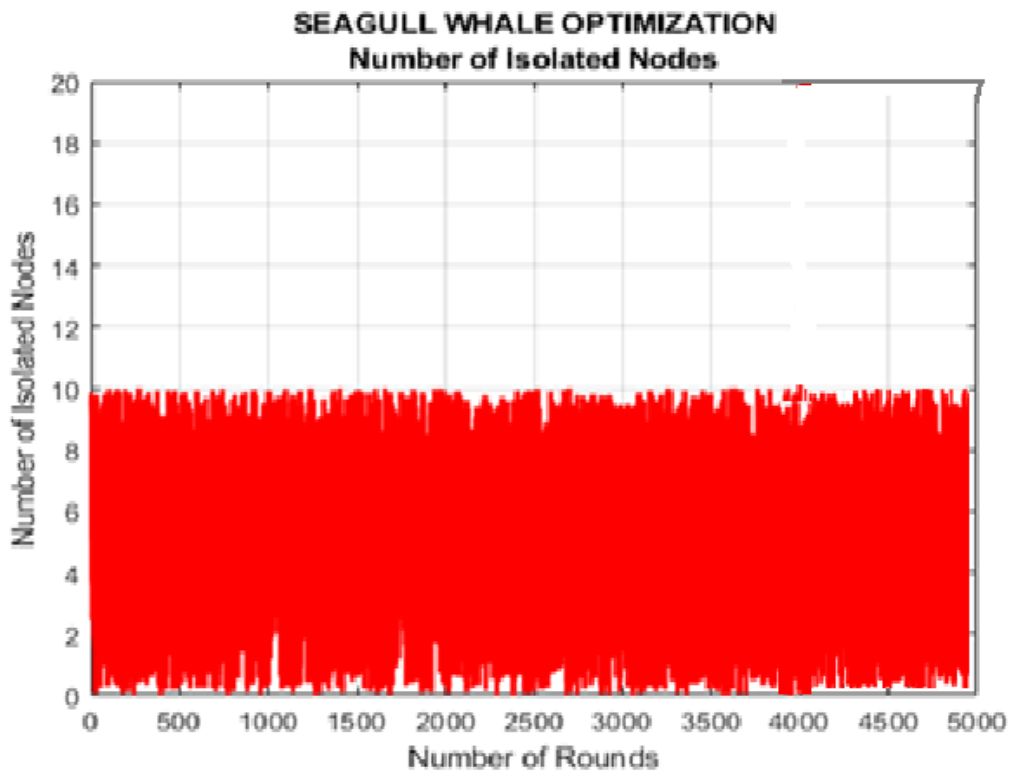 SEAGULL WHALE OPTIMIZATION
Number of Isolated Nodes
20
18
16
14
12
10
8
6
4
2
0
Number of Isolated Nodes
0 500 1000 1500 2000 2500 3000 3500 4000 4500 5000
Number of Rounds